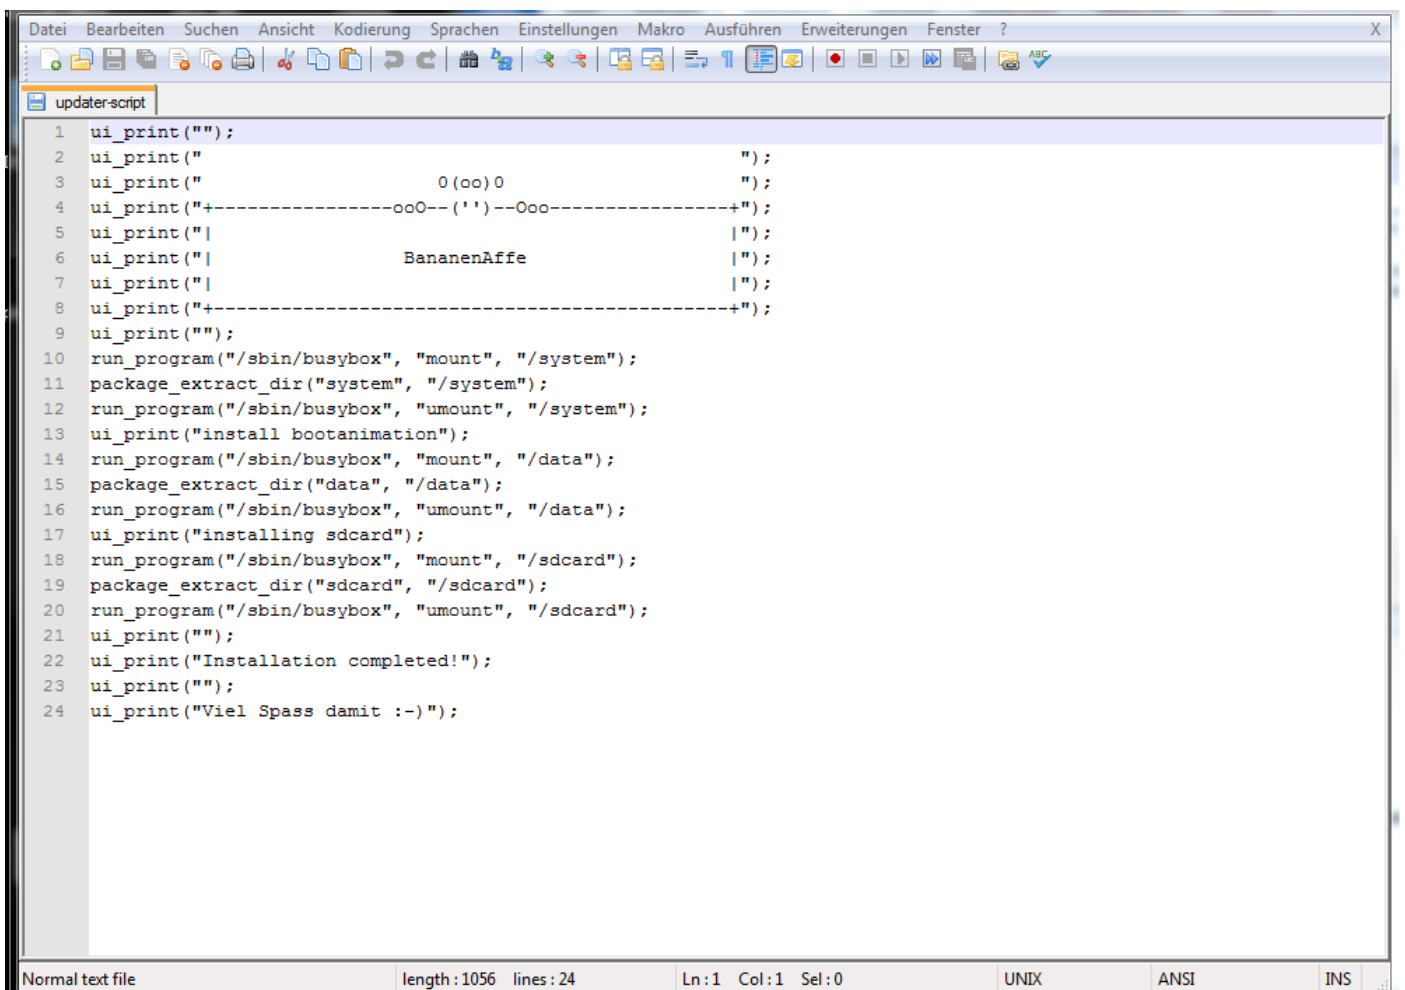 Datei Bearbeiten Suchen Ansicht Kodierung Sprachen Einstellungen Makro Ausführen Erweiterungen Fenster ? X
updater-script
1 ui_print("");
2 ui_print("                                              ");
3 ui_print("                    0(oo)0                    ");
4 ui_print("+----------------ooO--('')--Ooo----------------+");
5 ui_print("|                                              |");
6 ui_print("|                 BananenAffe                  |");
7 ui_print("|                                              |");
8 ui_print("+----------------------------------------------+");
9 ui_print("");
10 run_program("/sbin/busybox", "mount", "/system");
11 package_extract_dir("system", "/system");
12 run_program("/sbin/busybox", "umount", "/system");
13 ui_print("install bootanimation");
14 run_program("/sbin/busybox", "mount", "/data");
15 package_extract_dir("data", "/data");
16 run_program("/sbin/busybox", "umount", "/data");
17 ui_print("installing sdcard");
18 run_program("/sbin/busybox", "mount", "/sdcard");
19 package_extract_dir("sdcard", "/sdcard");
20 run_program("/sbin/busybox", "umount", "/sdcard");
21 ui_print("");
22 ui_print("Installation completed!");
23 ui_print("");
24 ui_print("Viel Spass damit :-)");
Normal text file length : 1056 lines : 24 Ln : 1 Col : 1 Sel : 0 UNIX ANSI INS